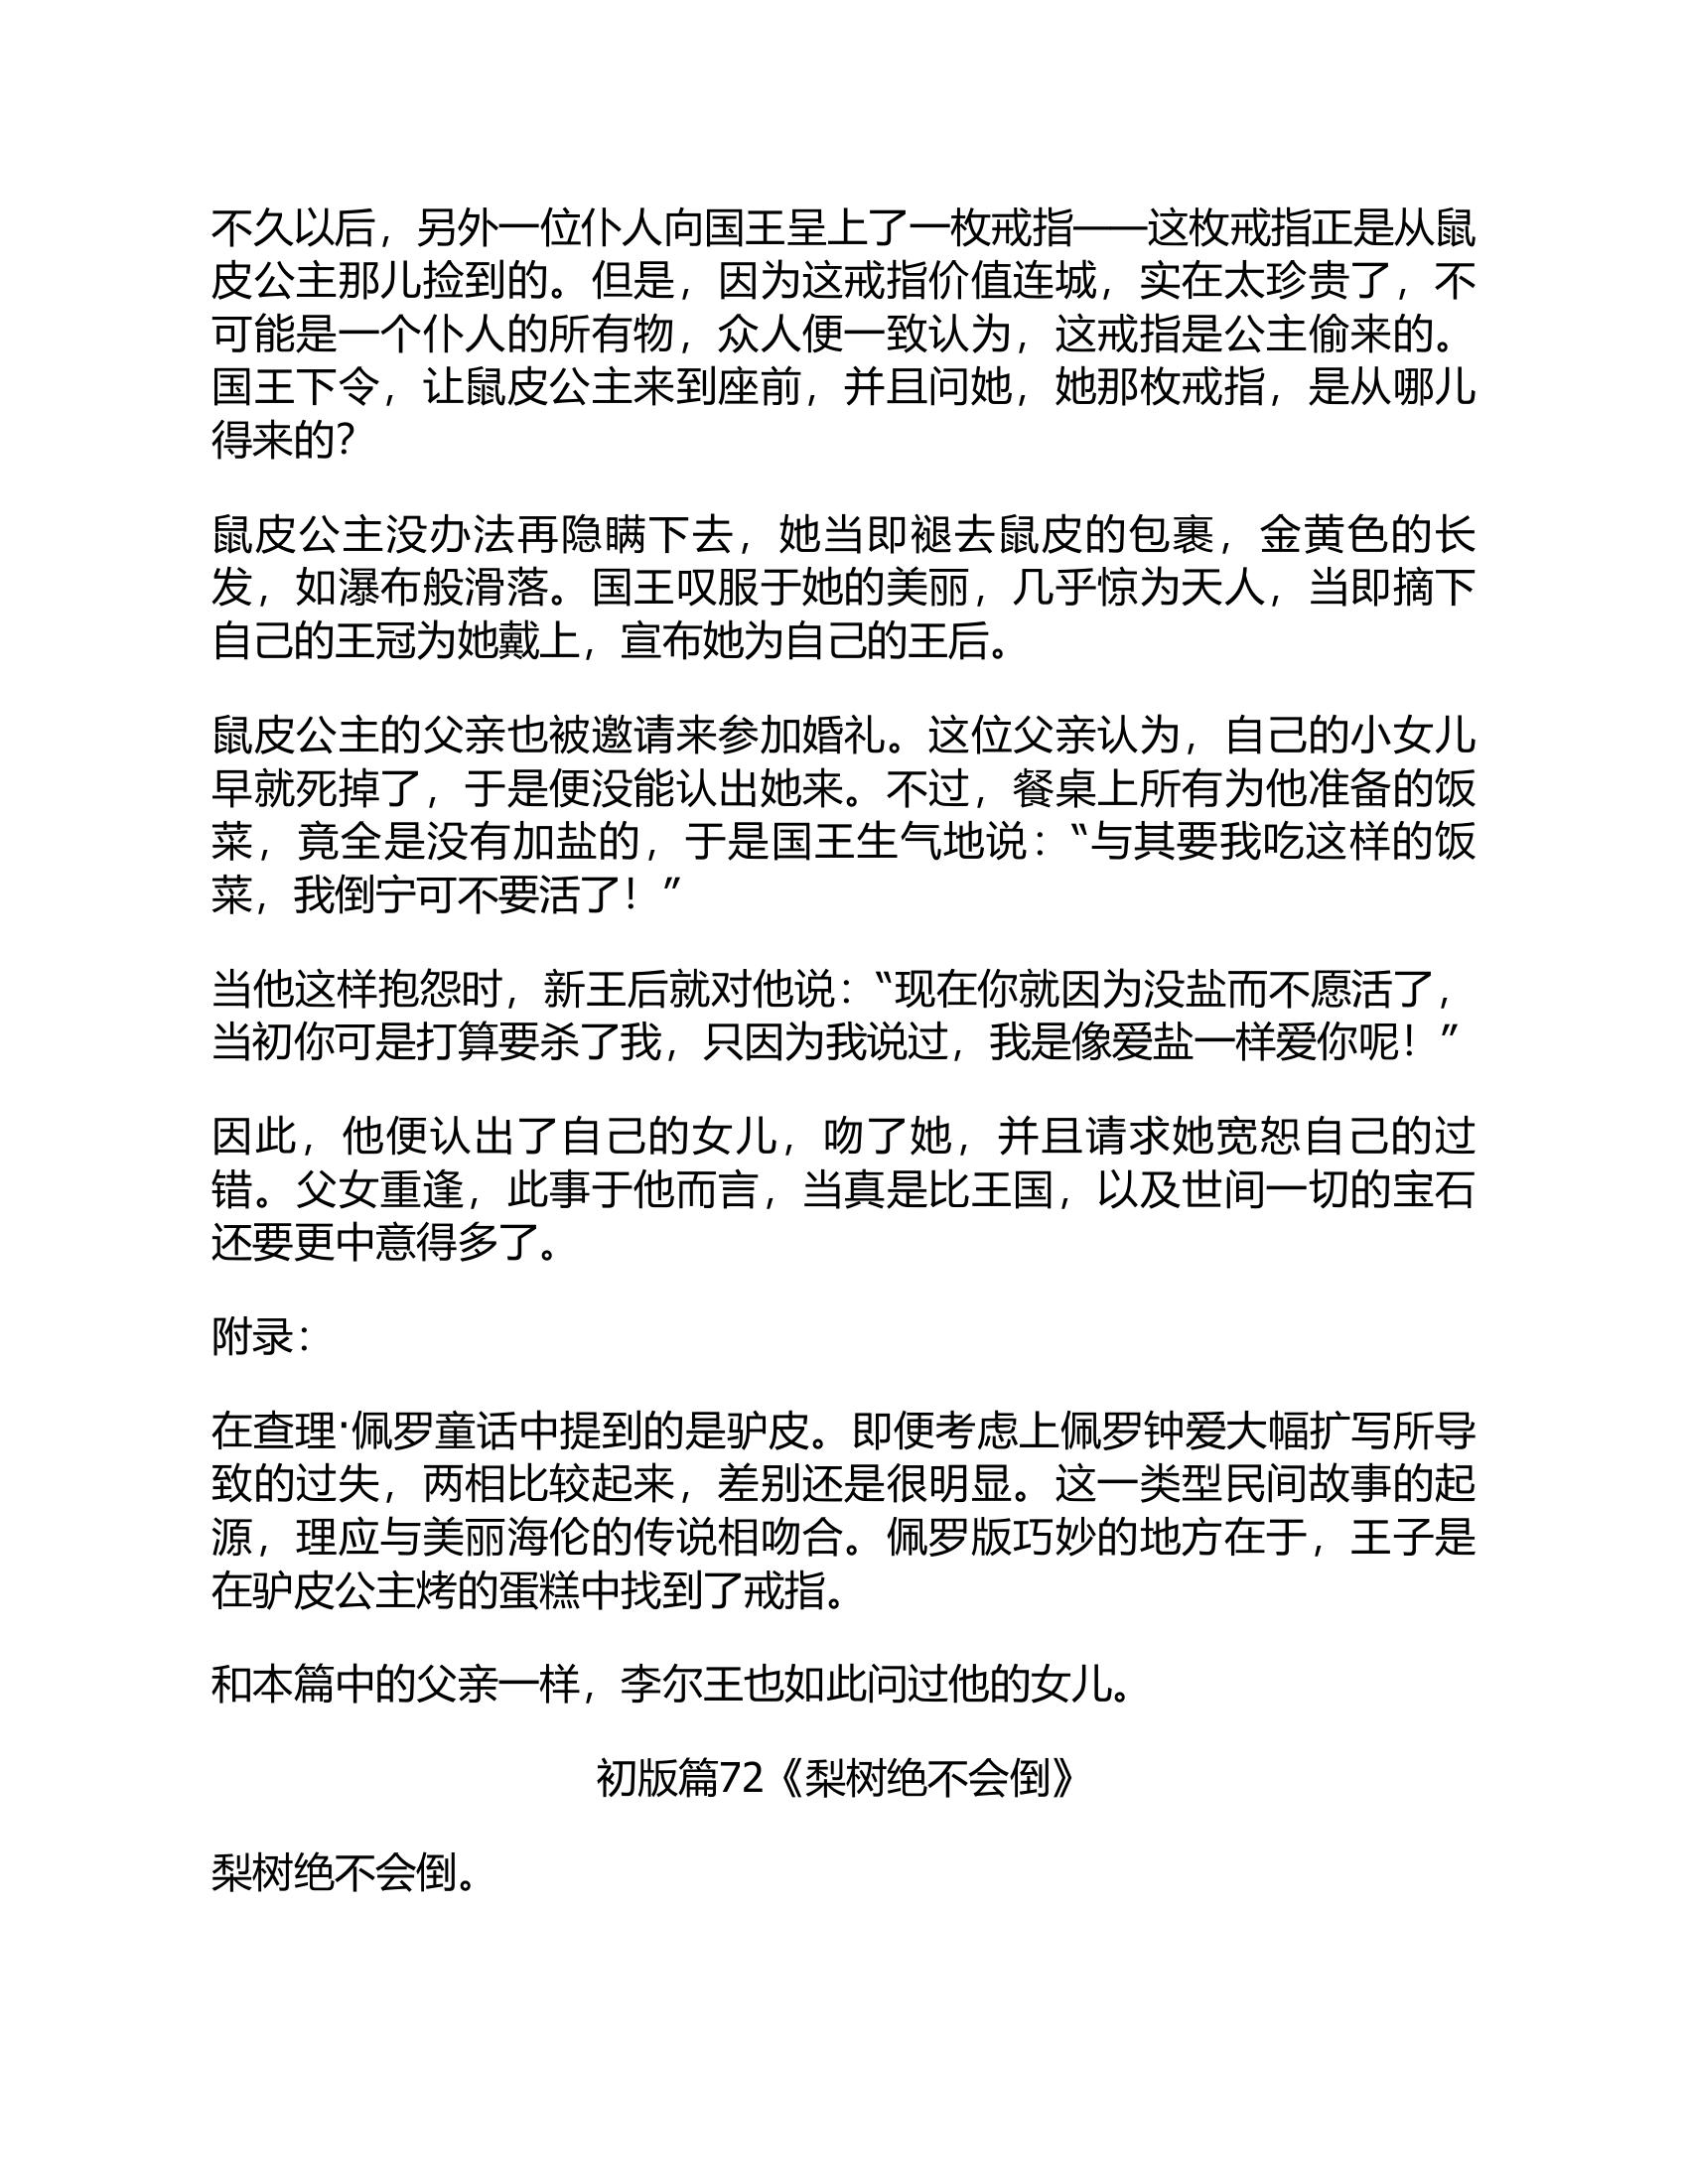 不久以后，另外一位仆人向国王呈上了一枚戒指——这枚戒指正是从鼠
皮公主那儿捡到的。但是，因为这戒指价值连城，实在太珍贵了，不
可能是一个仆人的所有物，众人便一致认为，这戒指是公主偷来的。
国王下令，让鼠皮公主来到座前，并且问她，她那枚戒指，是从哪儿
得来的？
鼠皮公主没办法再隐瞒下去，她当即褪去鼠皮的包裹，金黄色的长
发，如瀑布般滑落。国王叹服于她的美丽，几乎惊为天人，当即摘下
自己的王冠为她戴上，宣布她为自己的王后。
鼠皮公主的父亲也被邀请来参加婚礼。这位父亲认为，自己的小女儿
早就死掉了，于是便没能认出她来。不过，餐桌上所有为他准备的饭
菜，竟全是没有加盐的，于是国王生气地说：“与其要我吃这样的饭
菜，我倒宁可不要活了！”
当他这样抱怨时，新王后就对他说：“现在你就因为没盐而不愿活了，
当初你可是打算要杀了我，只因为我说过，我是像爱盐一样爱你呢！”
因此，他便认出了自己的女儿，吻了她，并且请求她宽恕自己的过
错。父女重逢，此事于他而言，当真是比王国，以及世间一切的宝石
还要更中意得多了。
附录：
在查理·佩罗童话中提到的是驴皮。即便考虑上佩罗钟爱大幅扩写所导
致的过失，两相比较起来，差别还是很明显。这一类型民间故事的起
源，理应与美丽海伦的传说相吻合。佩罗版巧妙的地方在于，王子是
在驴皮公主烤的蛋糕中找到了戒指。
和本篇中的父亲一样，李尔王也如此问过他的女儿。
初版篇72《梨树绝不会倒》
梨树绝不会倒。